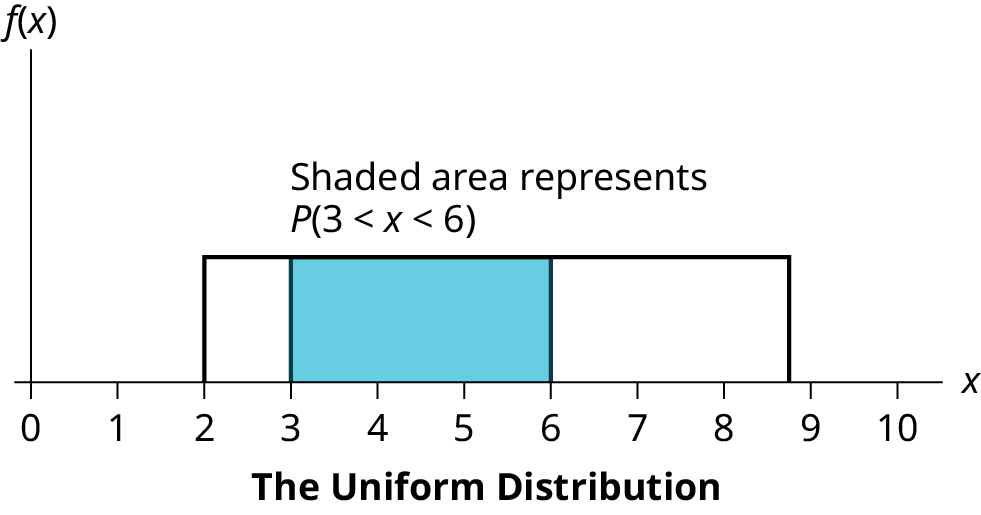 f(x)
Shaded area represents
P(3 < x < 6)
x
0 1 2 3 4 5 6 7 8 9 10
The Uniform Distribution